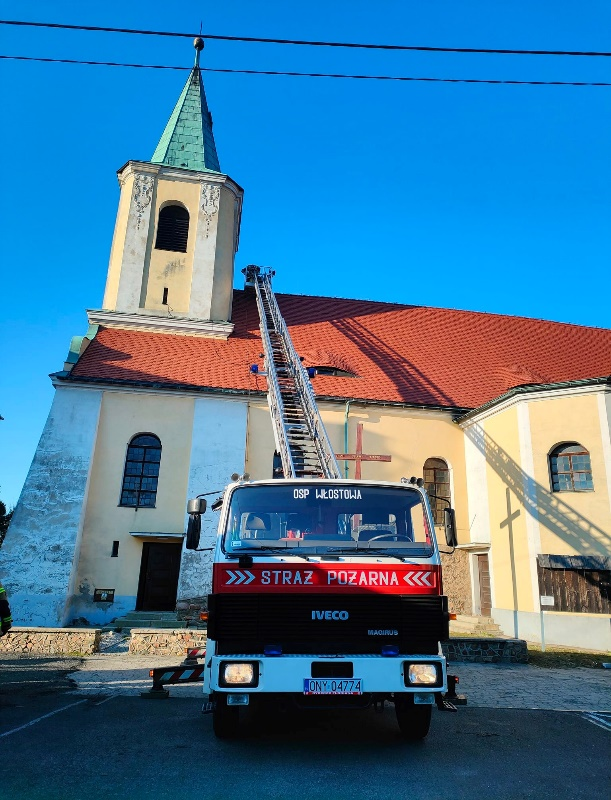 OSP WŁOSTOWA
STRAŻ POŻARNA
IVECO
MAGIRUS
ONY 04774